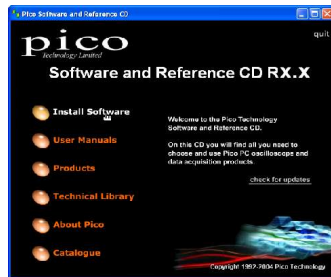 Pico Software and Reference CD
quit
pico
Technology Limited
Software and Reference CD RX.X
Install Software
User Manuals
Products
Technical Library
About Pico
Catalogue
Welcome to the Pico Technology
Software and Reference CD.
On this CD you will find all you need to
choose and use Pico PC oscilloscope and
data acquisition products
check for updates
Copyright 1997-2004 Pico Technology